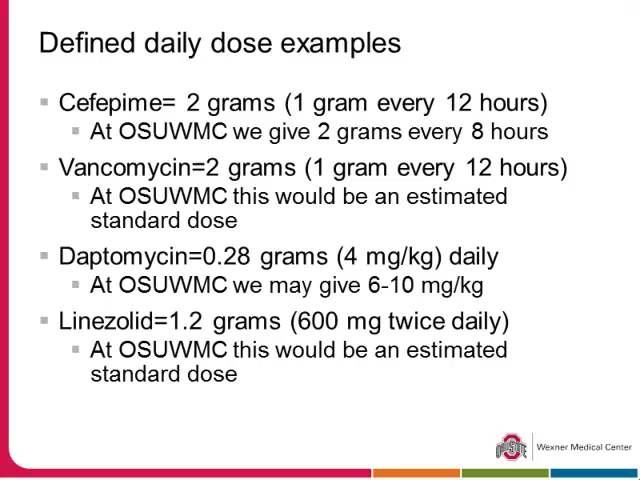 Defined daily dose examples
Cefepime= 2 grams (1 gram every 12 hours)
At OSUWMC we give 2 grams every 8 hours
Vancomycin=2 grams (1 gram every 12 hours)
At OSUWMC this would be an estimated
standard dose
Daptomycin=0.28 grams (4 mg/kg) daily
At OSUWMC we may give 6-10 mg/kg
Linezolid=1.2 grams (600 mg twice daily)
At OSUWMC this would be an estimated
standard dose
OHIO STATE
Wexner Medical Center